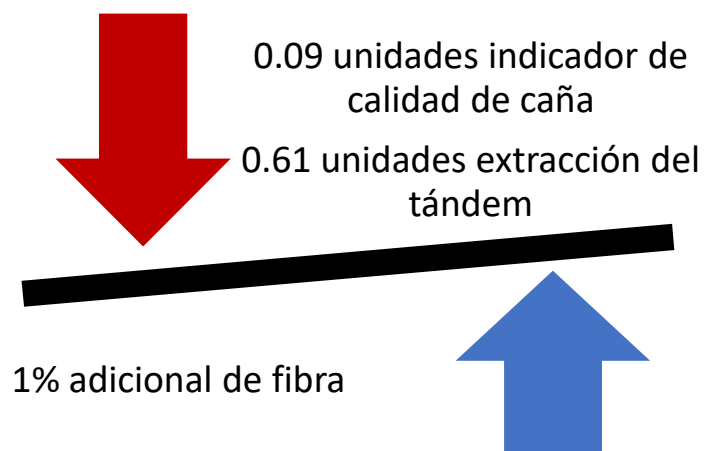 0.09 unidades indicador de
calidad de caña
0.61 unidades extracción del
tándem
1% adicional de fibra